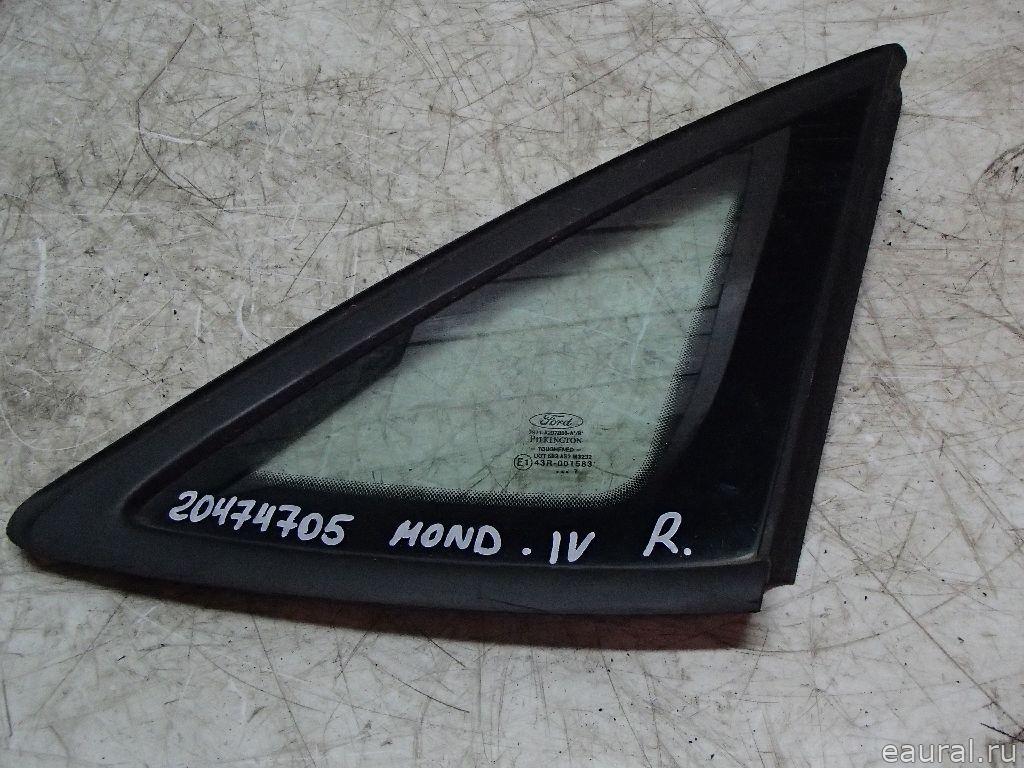 Ford
PILKINGTON
TOUGHENED
E1 43R-001583
20474705 MOND. IV R.
eaural.ru